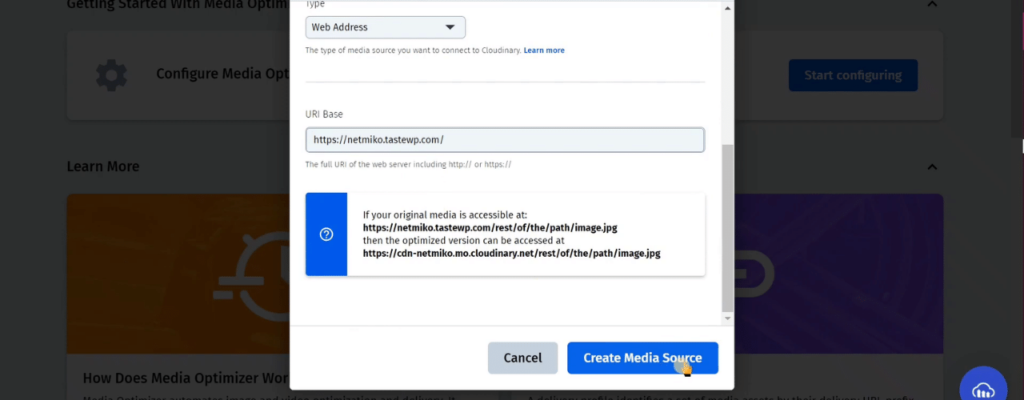 Getting Started With Media Optim
Type
Web Address
The type of media source you want to connect to Cloudinary. Learn more
Configure Media Opt
Start configuring
URI Base
https://netmiko.tastewp.com/
The full URI of the web server including http:// or https://
Learn More
If your original media is accessible at:
https://netmiko.tastewp.com/rest/of/the/path/image.jpg
then the optimized version can be accessed at
https://cdn-netmiko.mo.cloudinary.net/rest/of/the/path/image.jpg
Cancel
Create Media Source
How Does Media Optimizer Wor